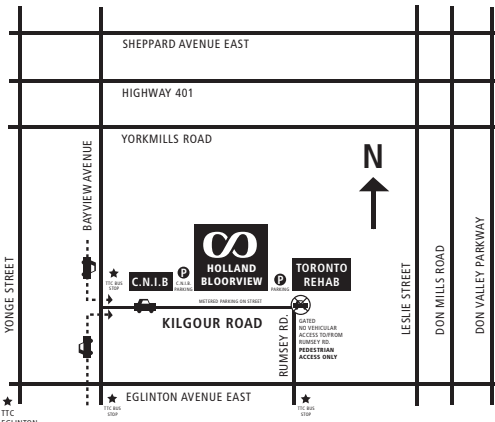 SHEPPARD AVENUE EAST
HIGHWAY 401
YORKMILLS ROAD
N
BAYVIEW AVENUE
YONGE STREET
LESLIE STREET
DON MILLS ROAD
DON VALLEY PARKWAY
TTC BUS
STOP
C.N.I.B
P
C.N.I.B.
PARKING
HOLLAND
BLOORVIEW
P
PARKING
TORONTO
REHAB
METERED PARKING ON STREET
KILGOUR ROAD
RUMSEY RD.
GATED
NO VEHICULAR
ACCESS TO/FROM
RUMSEY RD.
PEDESTRIAN
ACCESS ONLY
EGLINTON AVENUE EAST
TTC BUS
STOP
TTC BUS
STOP
TTC
EGLINTON